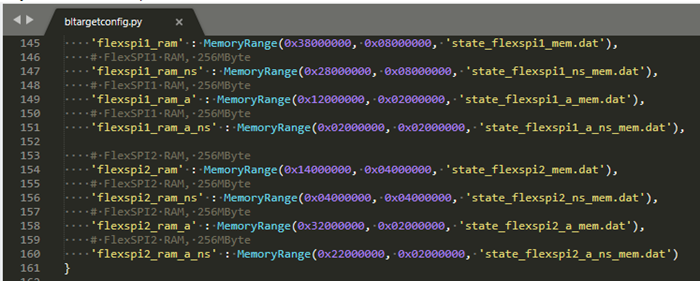 bltargetconfig.py ×
145 'flexspi1_ram' : MemoryRange(0x38000000, 0x08000000, 'state_flexspi1_mem.dat'),
146 # FlexSPI1 RAM, 256MByte
147 'flexspi1_ram_ns' : MemoryRange(0x28000000, 0x08000000, 'state_flexspi1_ns_mem.dat'),
148 # FlexSPI1 RAM, 256MByte
149 'flexspi1_ram_a' : MemoryRange(0x12000000, 0x02000000, 'state_flexspi1_a_mem.dat'),
150 # FlexSPI1 RAM, 256MByte
151 'flexspi1_ram_a_ns' : MemoryRange(0x02000000, 0x02000000, 'state_flexspi1_a_ns_mem.dat'),
152
153 # FlexSPI2 RAM, 256MByte
154 'flexspi2_ram' : MemoryRange(0x14000000, 0x04000000, 'state_flexspi2_mem.dat'),
155 # FlexSPI2 RAM, 256MByte
156 'flexspi2_ram_ns' : MemoryRange(0x04000000, 0x04000000, 'state_flexspi2_ns_mem.dat'),
157 # FlexSPI2 RAM, 256MByte
158 'flexspi2_ram_a' : MemoryRange(0x32000000, 0x02000000, 'state_flexspi2_a_mem.dat'),
159 # FlexSPI2 RAM, 256MByte
160 'flexspi2_ram_a_ns' : MemoryRange(0x22000000, 0x02000000, 'state_flexspi2_a_ns_mem.dat')
161 }